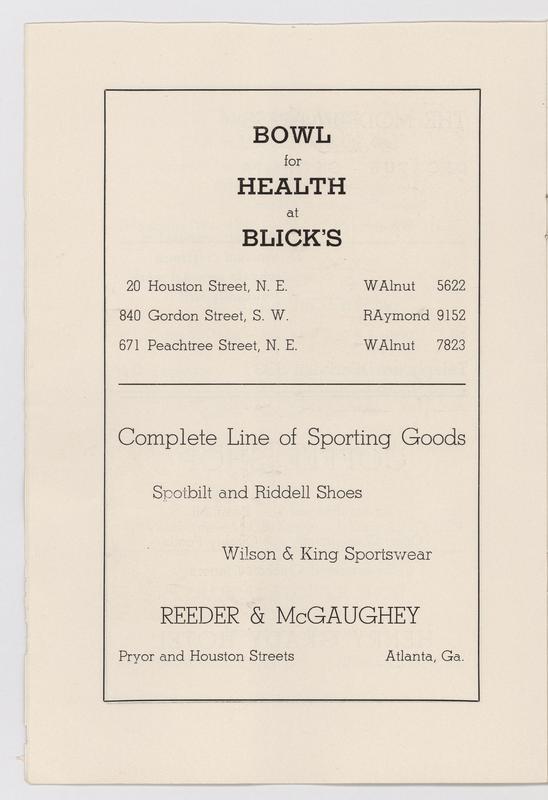 BOWL
for
HEALTH
at
BLICK'S
20 Houston Street, N. E. WAlnut 5622
840 Gordon Street, S. W. RAymond 9152
671 Peachtree Street, N. E. WAlnut 7823
Complete Line of Sporting Goods
Spotbilt and Riddell Shoes
Wilson & King Sportswear
REEDER & McGAUGHEY
Pryor and Houston Streets Atlanta, Ga.